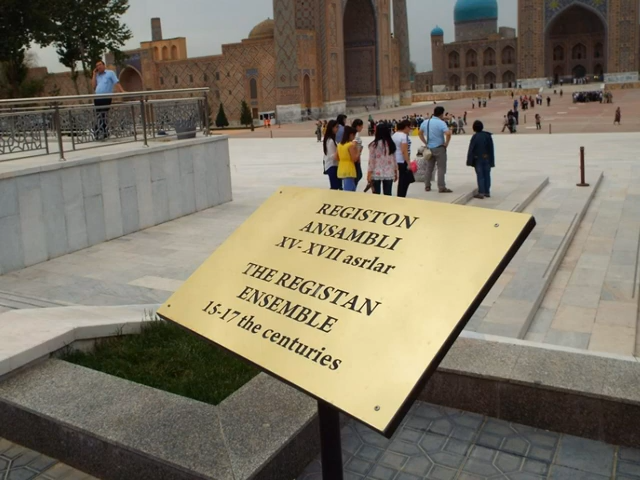 REGISTON
ANSAMBLI
XV- XVII asrlar
THE REGISTAN
ENSEMBLE
15-17 the centuries